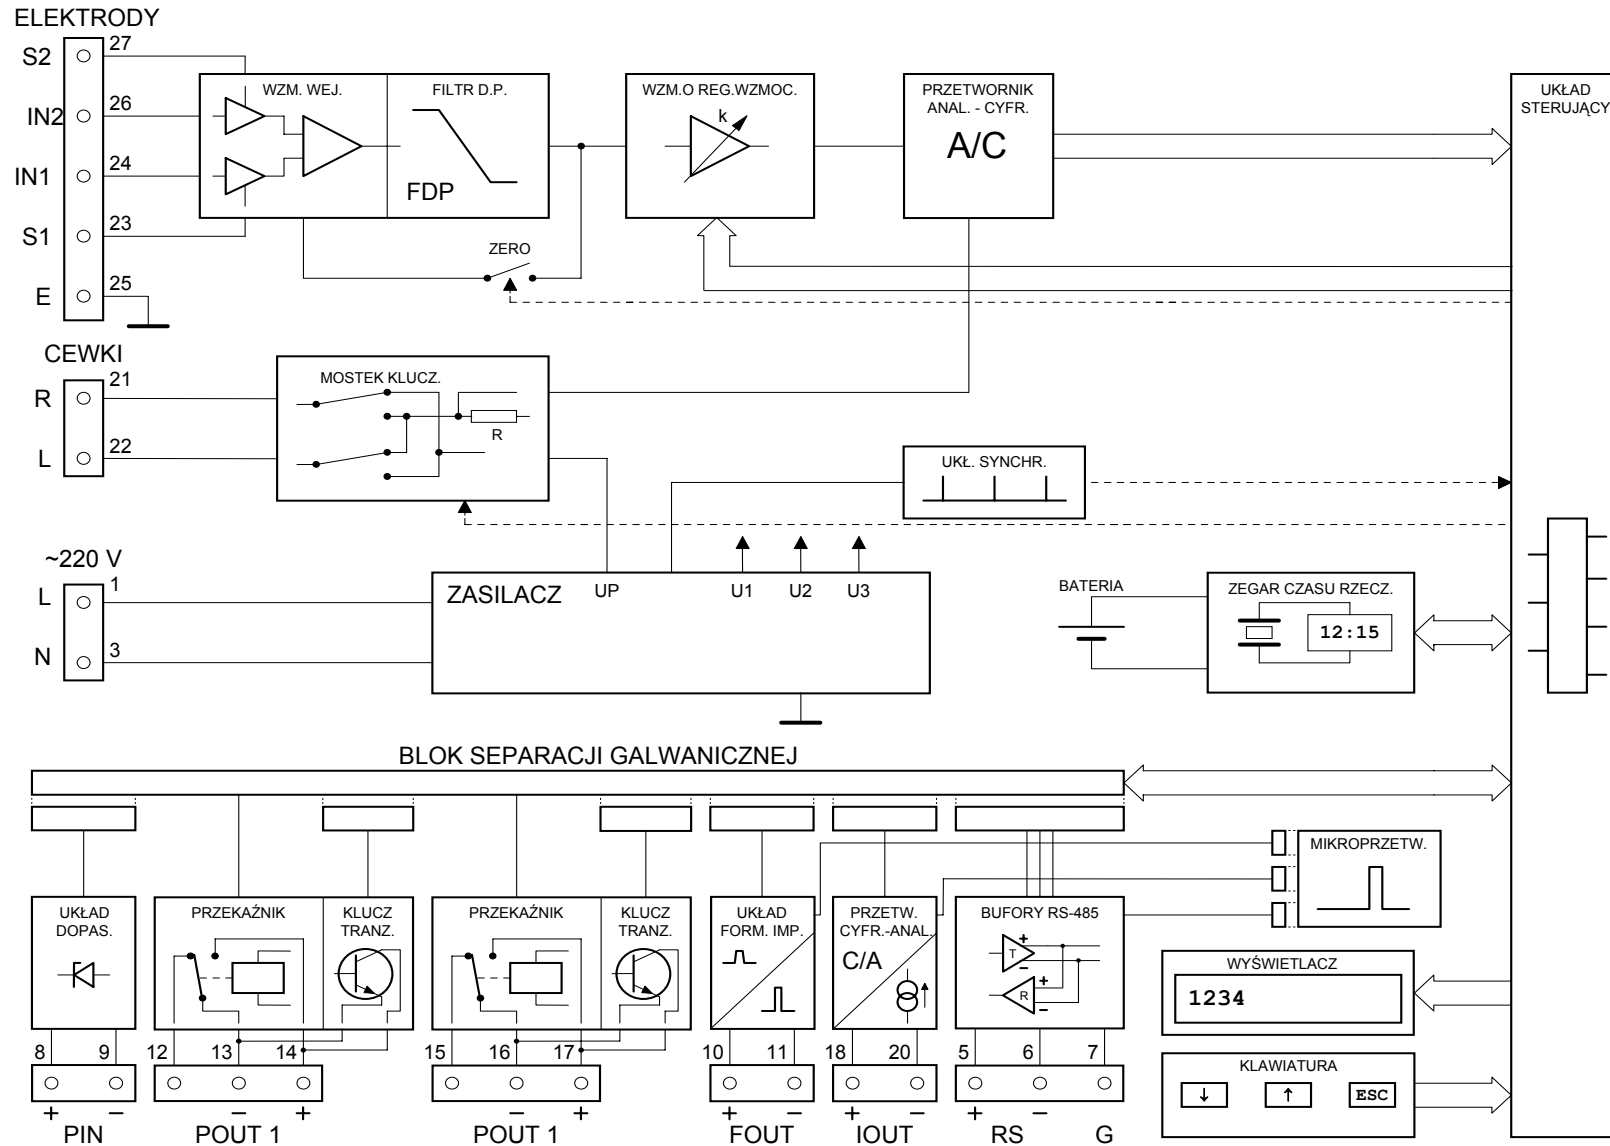 ELEKTRODY
S2
27
IN2
26
IN1
24
S1
23
E
25
WZM. WEJ.
FILTR D.P.
FDP
WZM.O REG.WZMOC.
k
PRZETWORNIK
ANAL. - CYFR.
A/C
UKŁAD
STERUJĄCY
ZERO
CEWKI
R
21
L
22
MOSTEK KLUCZ.
R
UKŁ. SYNCHR.
~220 V
L
1
N
3
ZASILACZ
UP
U1
U2
U3
BATERIA
ZEGAR CZASU RZECZ.
12:15
BLOK SEPARACJI GALWANICZNEJ
MIKROPRZETW.
UKŁAD
DOPAS.
PRZEKAŹNIK
KLUCZ
TRANZ.
PRZEKAŹNIK
KLUCZ
TRANZ.
UKŁAD
FORM. IMP.
PRZETW.
CYFR.-ANAL.
C/A
BUFORY RS-485
T
+
–
R
+
–
WYŚWIETLACZ
1234
KLAWIATURA
↓
↑
ESC
8
9
12
13
14
15
16
17
10
11
18
20
5
6
7
+ –
– +
– +
+ –
+ –
+ –
PIN
POUT 1
POUT 1
FOUT
IOUT
RS
G